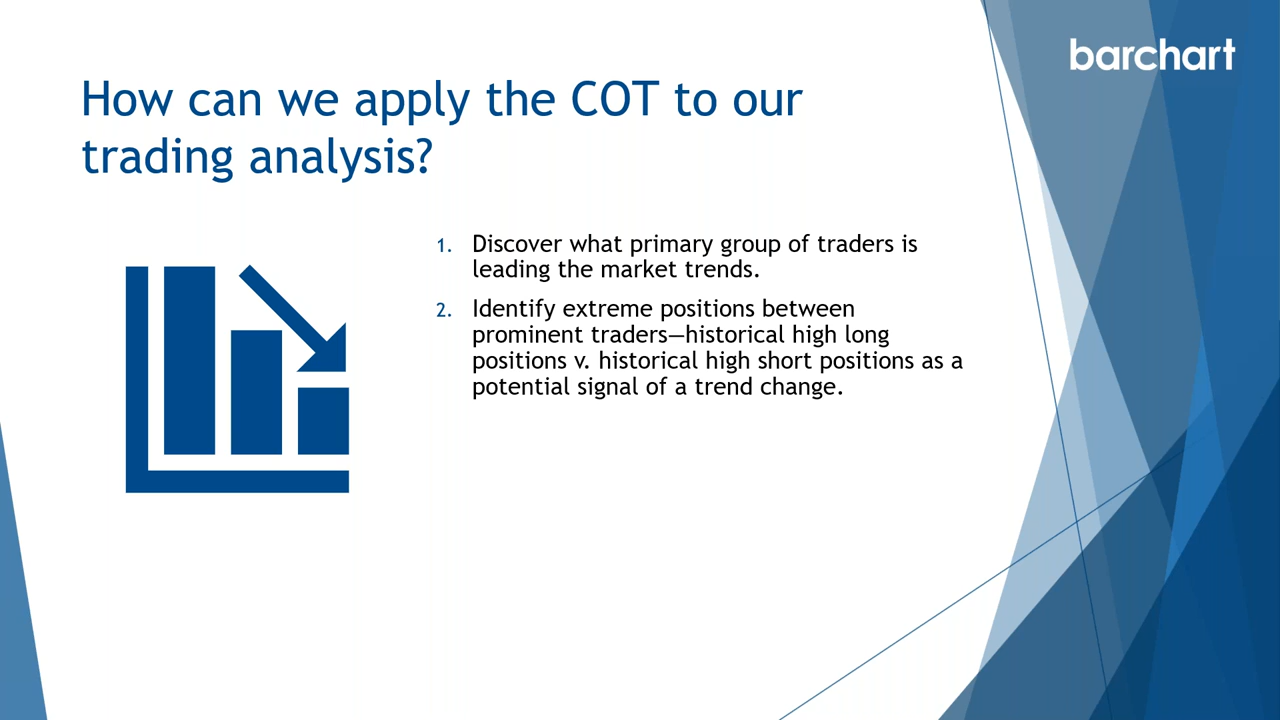 barchart
How can we apply the COT to our
trading analysis?
1. Discover what primary group of traders is
leading the market trends.
2. Identify extreme positions between
prominent traders—historical high long
positions v. historical high short positions as a
potential signal of a trend change.